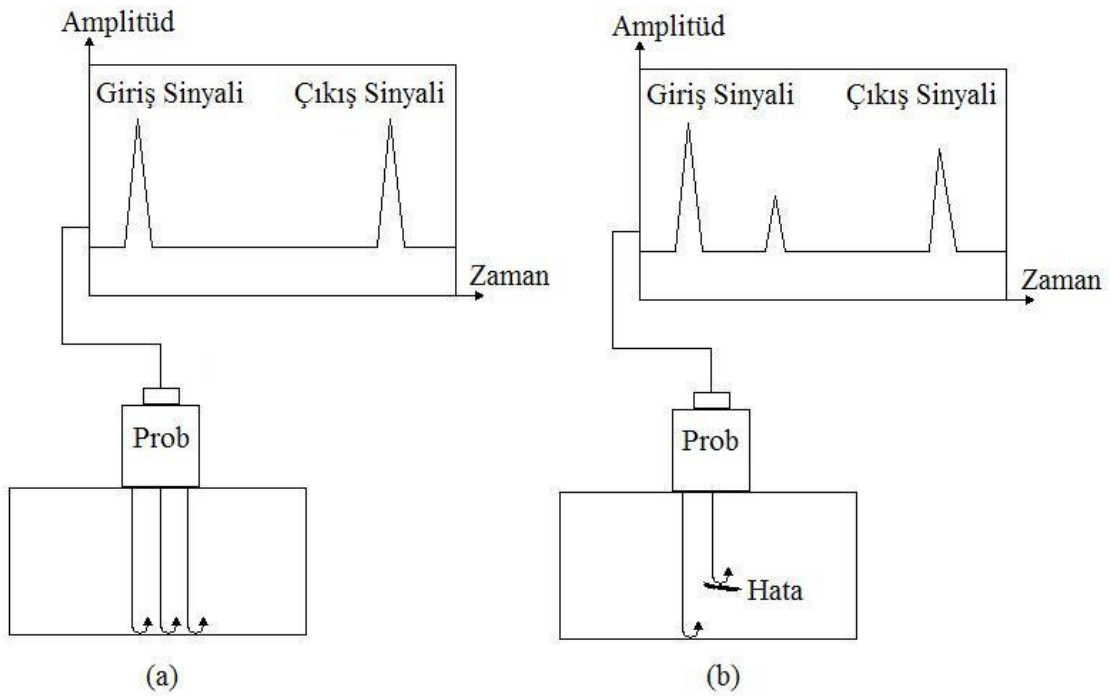 Amplitüd
Giriş Sinyali Çıkış Sinyali
Zaman
Prob
(a)
Amplitüd
Giriş Sinyali Çıkış Sinyali
Zaman
Prob
Hata
(b)